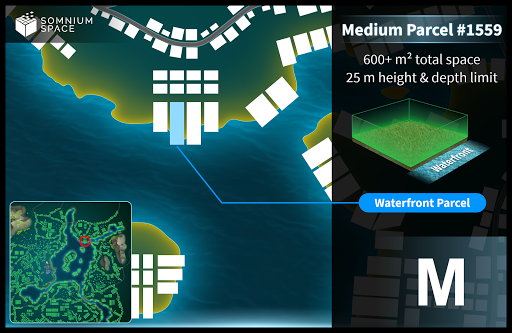 SOMNIUM
SPACE
Medium Parcel #1559
600+ m² total space
25 m height & depth limit
Waterfront
Waterfront Parcel
M